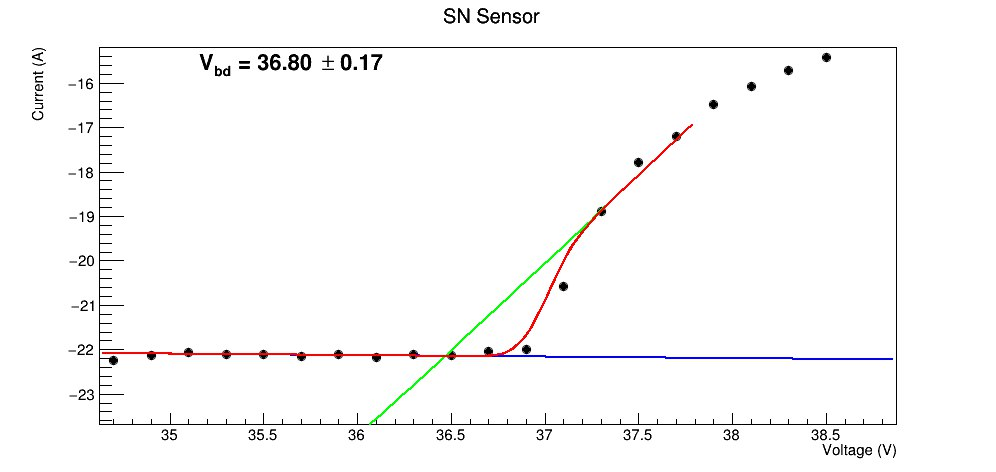 SN Sensor
Current (A)
V_bd = 36.80 ± 0.17
−16
−17
−18
−19
−20
−21
−22
−23
35 35.5 36 36.5 37 37.5 38 38.5
Voltage (V)